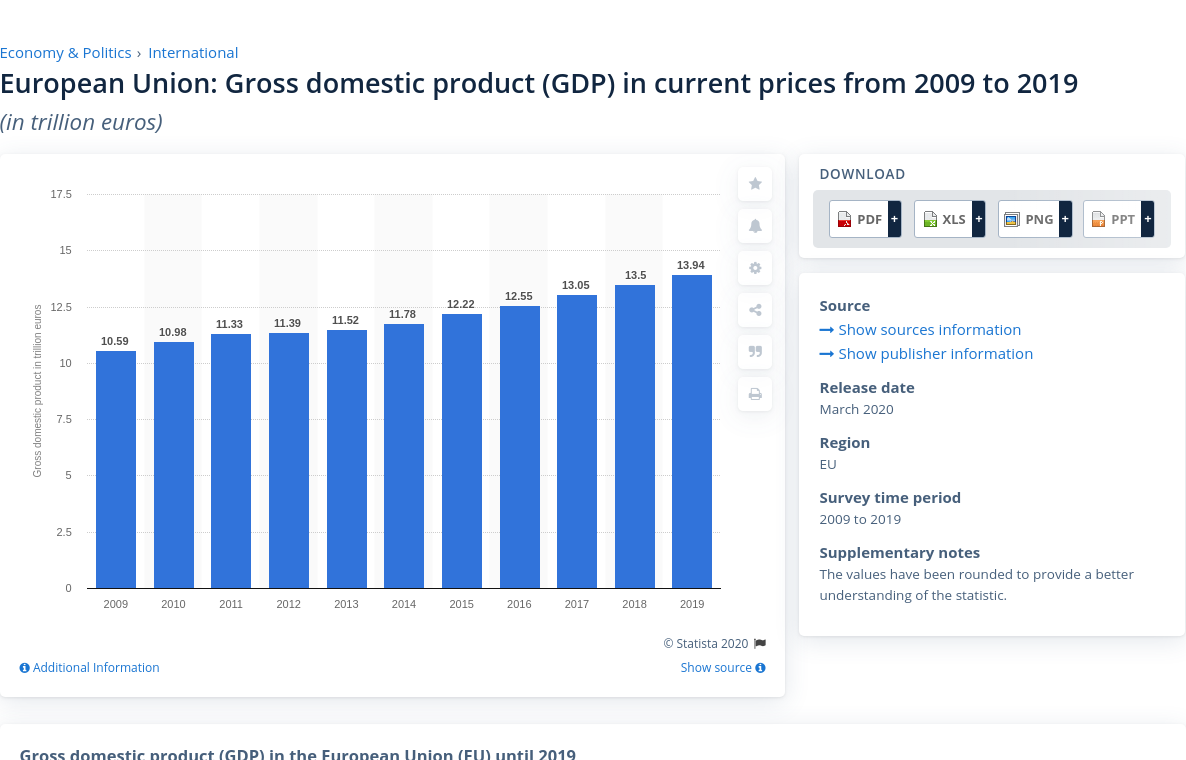 Economy & Politics › International
European Union: Gross domestic product (GDP) in current prices from 2009 to 2019
(in trillion euros)
Gross domestic product in trillion euros
17.5
15
12.5
10
7.5
5
2.5
0
10.59
10.98
11.33
11.39
11.52
11.78
12.22
12.55
13.05
13.5
13.94
2009 2010 2011 2012 2013 2014 2015 2016 2017 2018 2019
© Statista 2020
Additional Information
Show source
DOWNLOAD
PDF + XLS + PNG + PPT +
Source
Show sources information
Show publisher information
Release date
March 2020
Region
EU
Survey time period
2009 to 2019
Supplementary notes
The values have been rounded to provide a better
understanding of the statistic.
Gross domestic product (GDP) in the European Union (EU) until 2019